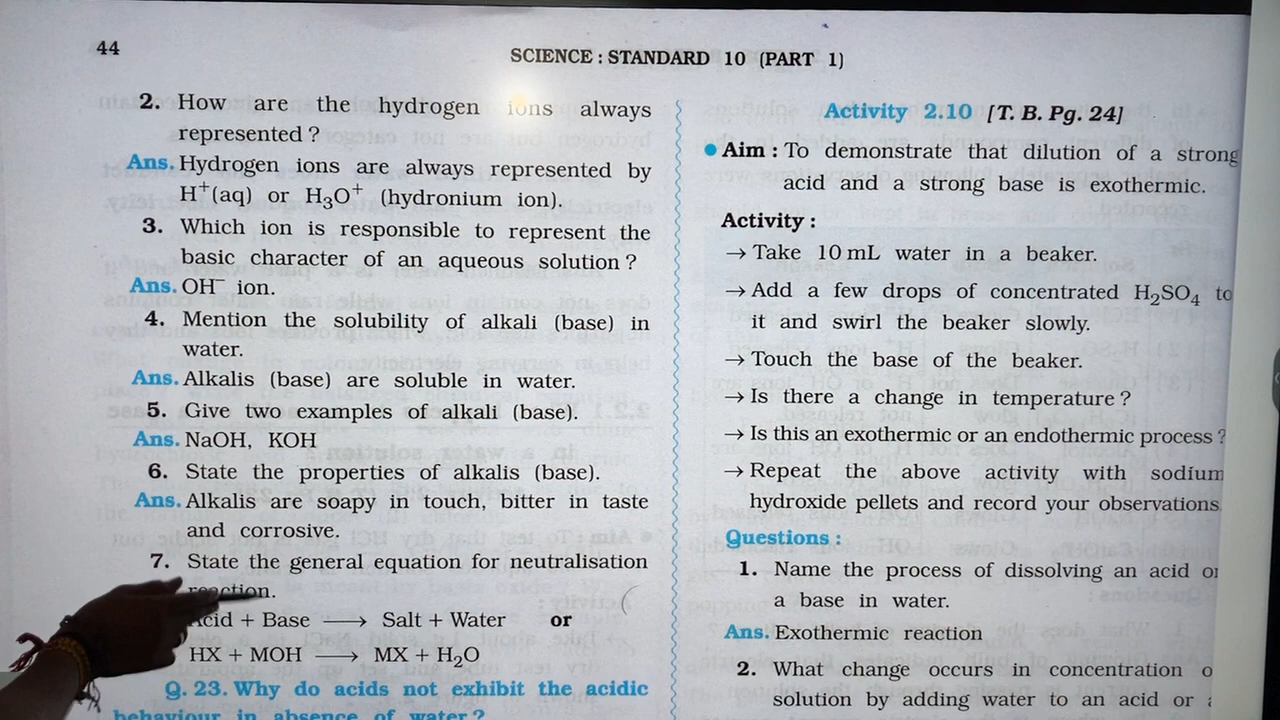 44
SCIENCE : STANDARD 10 (PART 1)
2. How are the hydrogen ions always
represented ?
Ans. Hydrogen ions are always represented by
H⁺(aq) or H₃O⁺ (hydronium ion).
3. Which ion is responsible to represent the
basic character of an aqueous solution ?
Ans. OH⁻ ion.
4. Mention the solubility of alkali (base) in
water.
Ans. Alkalis (base) are soluble in water.
5. Give two examples of alkali (base).
Ans. NaOH, KOH
6. State the properties of alkalis (base).
Ans. Alkalis are soapy in touch, bitter in taste
and corrosive.
7. State the general equation for neutralisation
reaction.
Acid + Base ⟶ Salt + Water or
HX + MOH ⟶ MX + H₂O
Q. 23. Why do acids not exhibit the acidic
behaviour in absence of water ?
Activity 2.10 [T. B. Pg. 24]
• Aim : To demonstrate that dilution of a strong
acid and a strong base is exothermic.
Activity :
→ Take 10 mL water in a beaker.
→ Add a few drops of concentrated H₂SO₄ to
it and swirl the beaker slowly.
→ Touch the base of the beaker.
→ Is there a change in temperature ?
→ Is this an exothermic or an endothermic process ?
→ Repeat the above activity with sodium
hydroxide pellets and record your observations.
Questions :
1. Name the process of dissolving an acid or
a base in water.
Ans. Exothermic reaction
2. What change occurs in concentration o
solution by adding water to an acid or